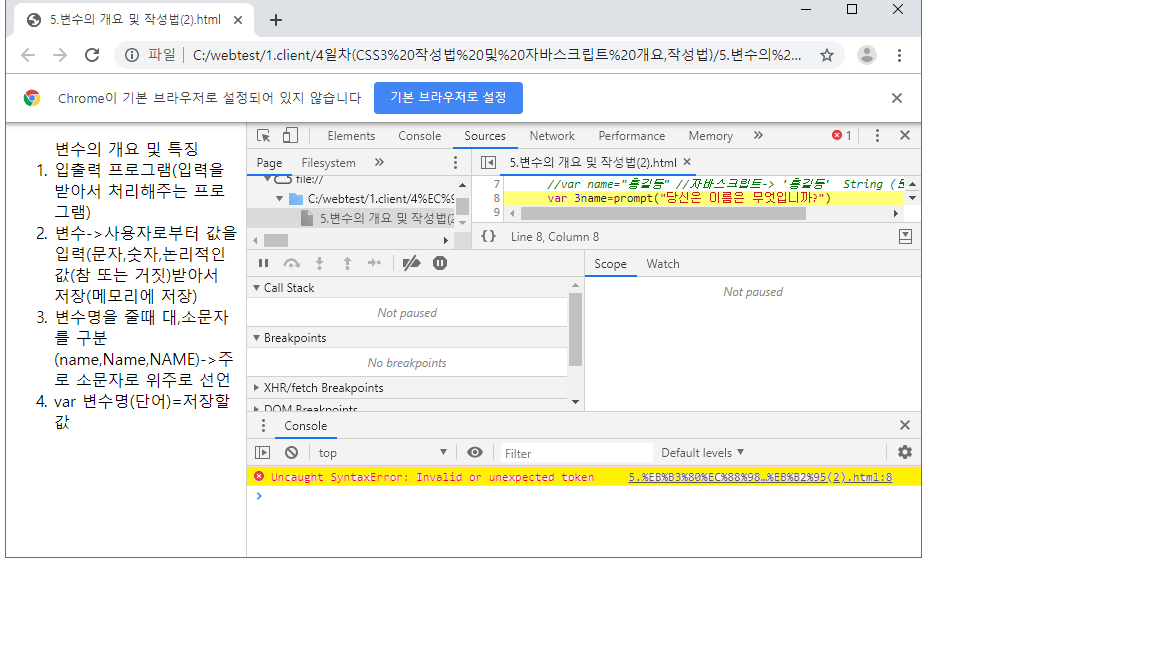 5.변수의 개요 및 작성법(2).html
파일 | C:/webtest/1.client/4일차(CSS3%20작성법%20및%20자바스크립트%20개요,작성법)/5.변수의%2...
Chrome이 기본 브라우저로 설정되어 있지 않습니다 기본 브라우저로 설정
변수의 개요 및 특징
1. 입출력 프로그램(입력을
받아서 처리해주는 프로
그램)
2. 변수->사용자로부터 값을
입력(문자,숫자,논리적인
값(참 또는 거짓)받아서
저장(메모리에 저장)
3. 변수명을 줄때 대,소문자
를 구분
(name,Name,NAME)->주
로 소문자로 위주로 선언
4. var 변수명(단어)=저장할
값
Elements Console Sources Network Performance Memory » 1
Page Filesystem »
5.변수의 개요 및 작성법(2).html
file://
C:/webtest/1.client/4%EC%9
5.변수의 개요 및 작성법(2
7 //var name="홍길동" //자바스크립트-> '홍길동' String (
8 var 3name=prompt("당신은 이름은 무엇입니까?")
9
{} Line 8, Column 8
Scope Watch
Call Stack
Not paused
Not paused
Breakpoints
No breakpoints
XHR/fetch Breakpoints
DOM Breakpoints
Console
top Filter Default levels
Uncaught SyntaxError: Invalid or unexpected token 5.%EB%B3%80%EC%88%98…%EB%B2%95(2).html:8